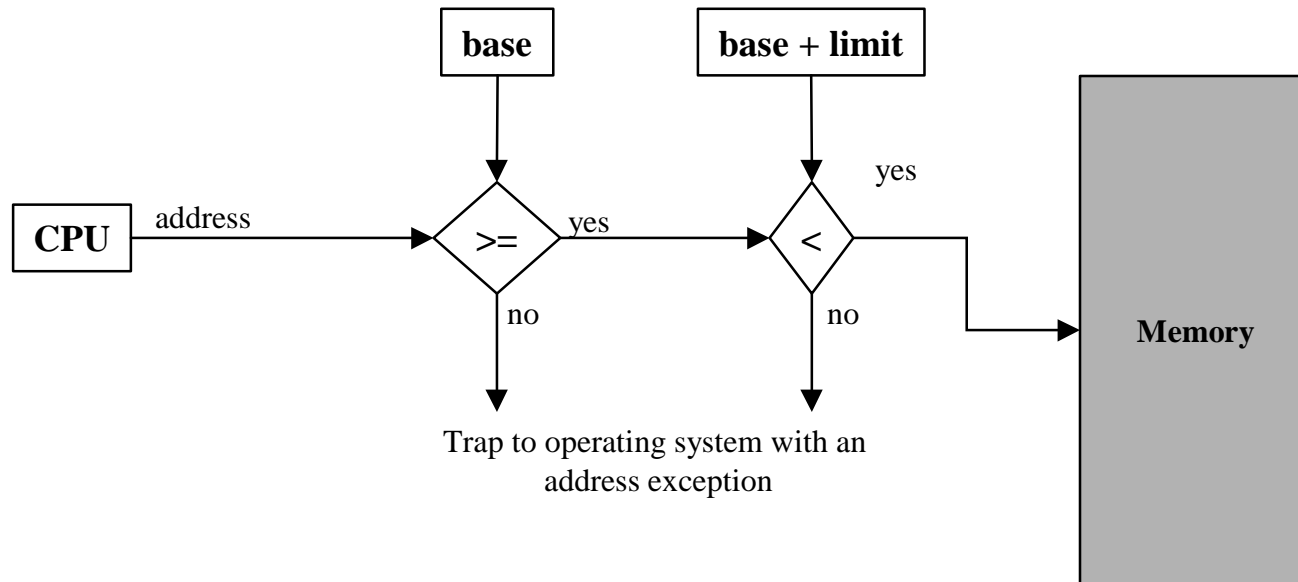 base
base + limit
yes
CPU
address
>=
yes
<
no
no
Memory
Trap to operating system with an
address exception